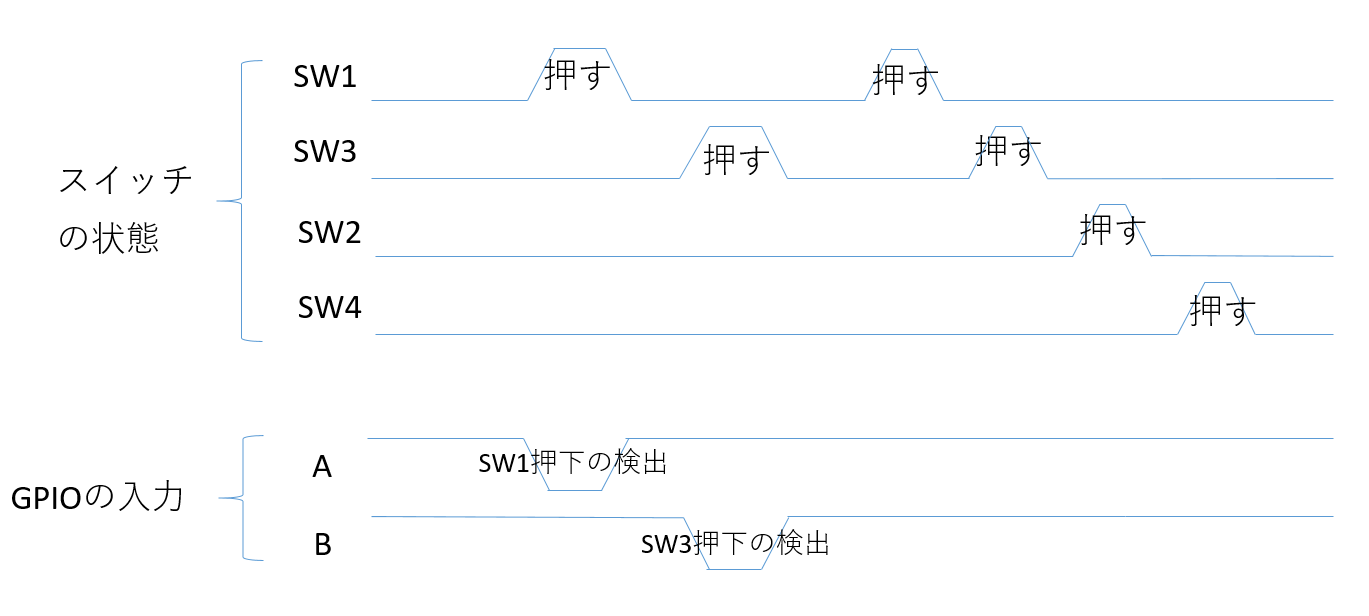 スイッチ
の状態
SW1
押す
押す
SW3
押す
押す
SW2
押す
SW4
押す
GPIOの入力
A
SW1押下の検出
B
SW3押下の検出